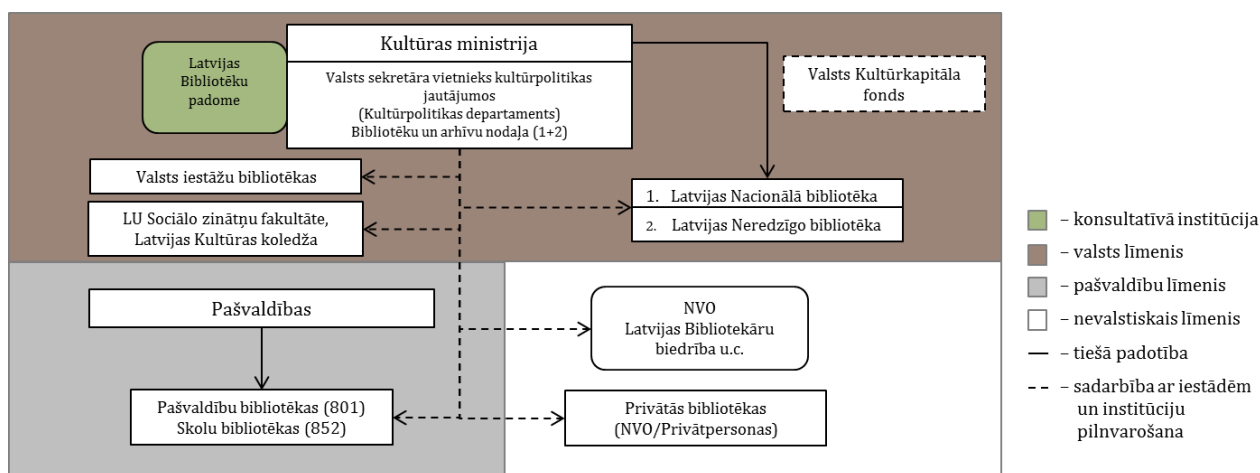 Kultūras ministrija
Latvijas
Bibliotēku
padome
Valsts sekretāra vietnieks kultūrpolitikas
jautājumos
(Kultūrpolitikas departaments)
Bibliotēku un arhīvu nodaļa (1+2)
Valsts Kultūrkapitāla
fonds
Valsts iestāžu bibliotēkas
LU Sociālo zinātņu fakultāte,
Latvijas Kultūras koledža
1. Latvijas Nacionālā bibliotēka
2. Latvijas Neredzīgo bibliotēka
Pašvaldības
Pašvaldību bibliotēkas (801)
Skolu bibliotēkas (852)
NVO
Latvijas Bibliotekāru
biedrība u.c.
Privātās bibliotēkas
(NVO/Privātpersonas)
– konsultatīvā institūcija
– valsts līmenis
– pašvaldību līmenis
– nevalstiskais līmenis
– tiešā padotība
– sadarbība ar iestādēm
un institūciju
pilnvarošana